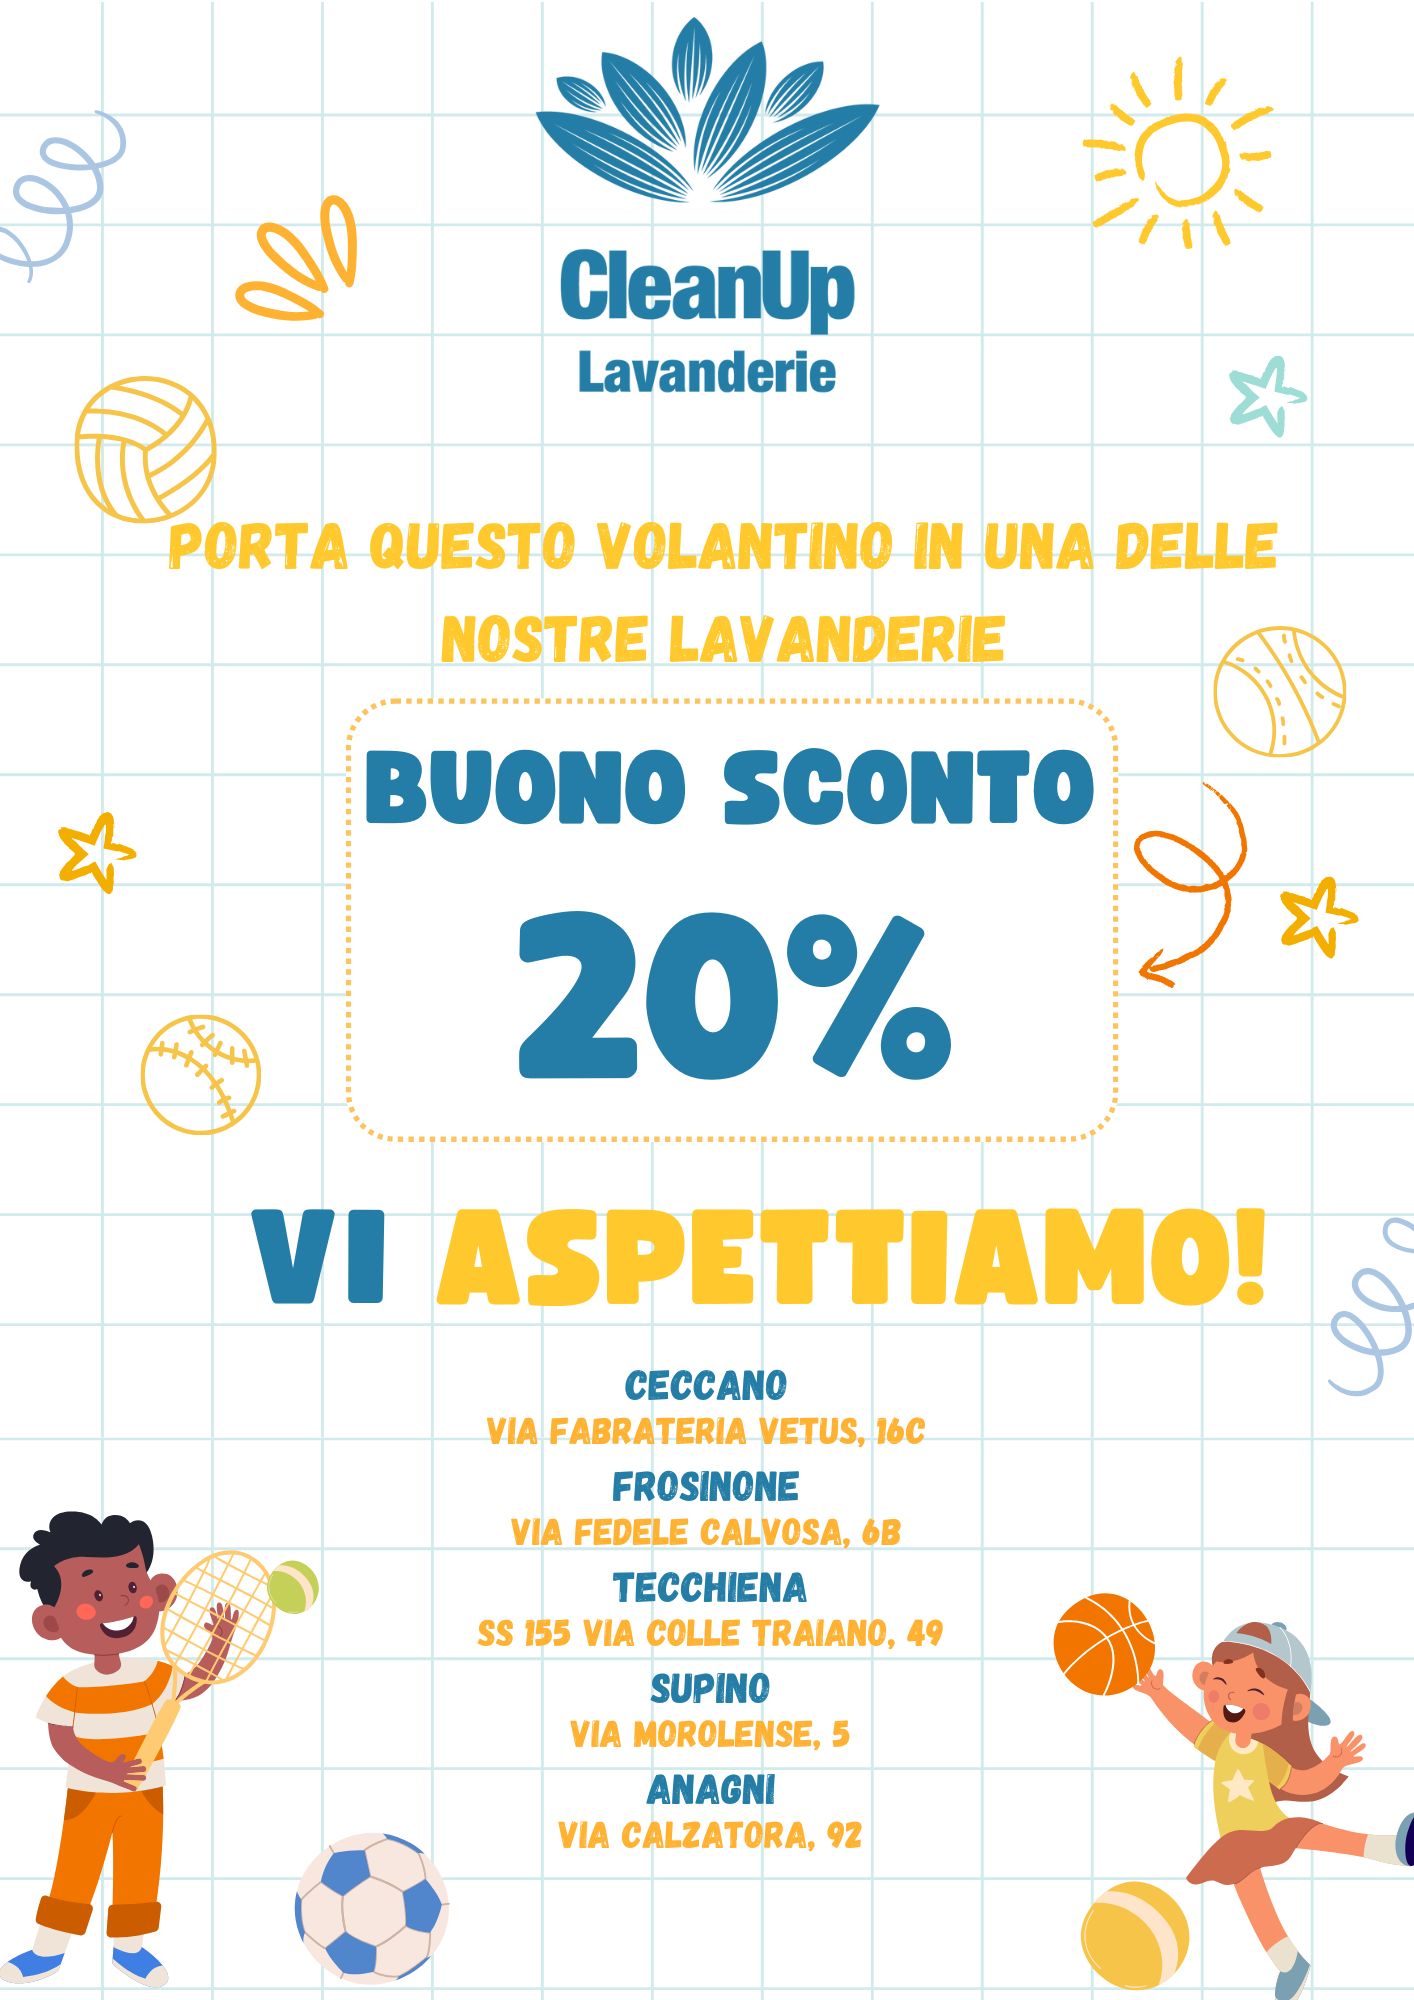 CleanUp
Lavanderie
PORTA QUESTO VOLANTINO IN UNA DELLE
NOSTRE LAVANDERIE
BUONO SCONTO
20%
VI ASPETTIAMO!
CECCANO
VIA FABRATERIA VETUS, 16C
FROSINONE
VIA FEDELE CALVOSA, 6B
TECCHIENA
SS 155 VIA COLLE TRAIANO, 49
SUPINO
VIA MOROLENSE, 5
ANAGNI
VIA CALZATORA, 92